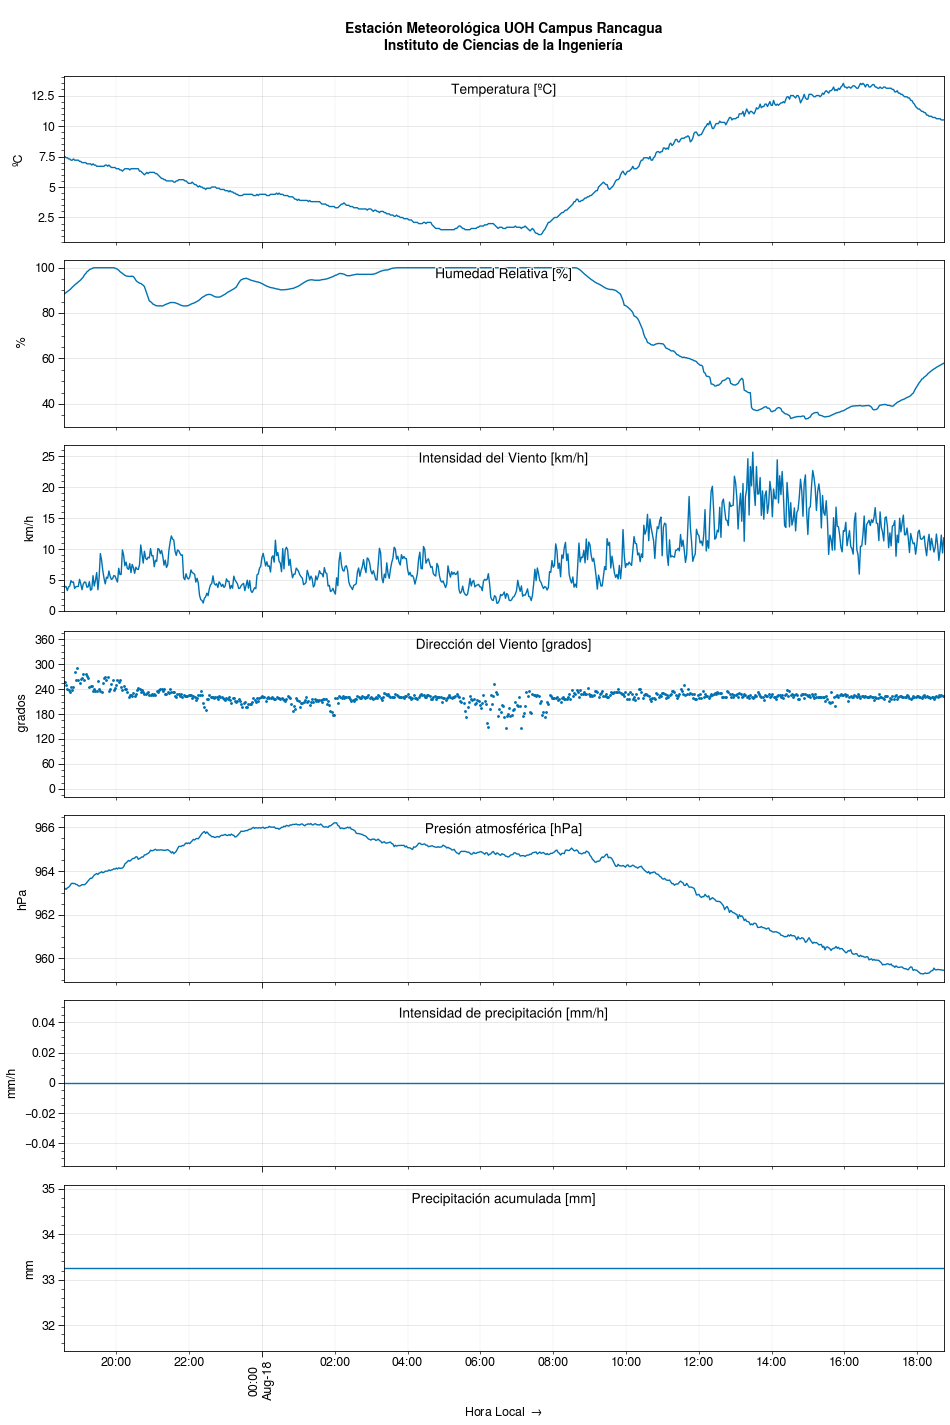 Estación Meteorológica UOH Campus Rancagua
Instituto de Ciencias de la Ingeniería
Temperatura [ºC]
ºC
12.5
10
7.5
5
2.5
Humedad Relativa [%]
%
100
80
60
40
Intensidad del Viento [km/h]
km/h
25
20
15
10
5
0
Dirección del Viento [grados]
grados
360
300
240
180
120
60
0
Presión atmosférica [hPa]
hPa
966
964
962
960
Intensidad de precipitación [mm/h]
mm/h
0.04
0.02
0
−0.02
−0.04
Precipitación acumulada [mm]
mm
35
34
33
32
20:00 22:00 00:00 02:00 04:00 06:00 08:00 10:00 12:00 14:00 16:00 18:00
Aug-18
Hora Local →